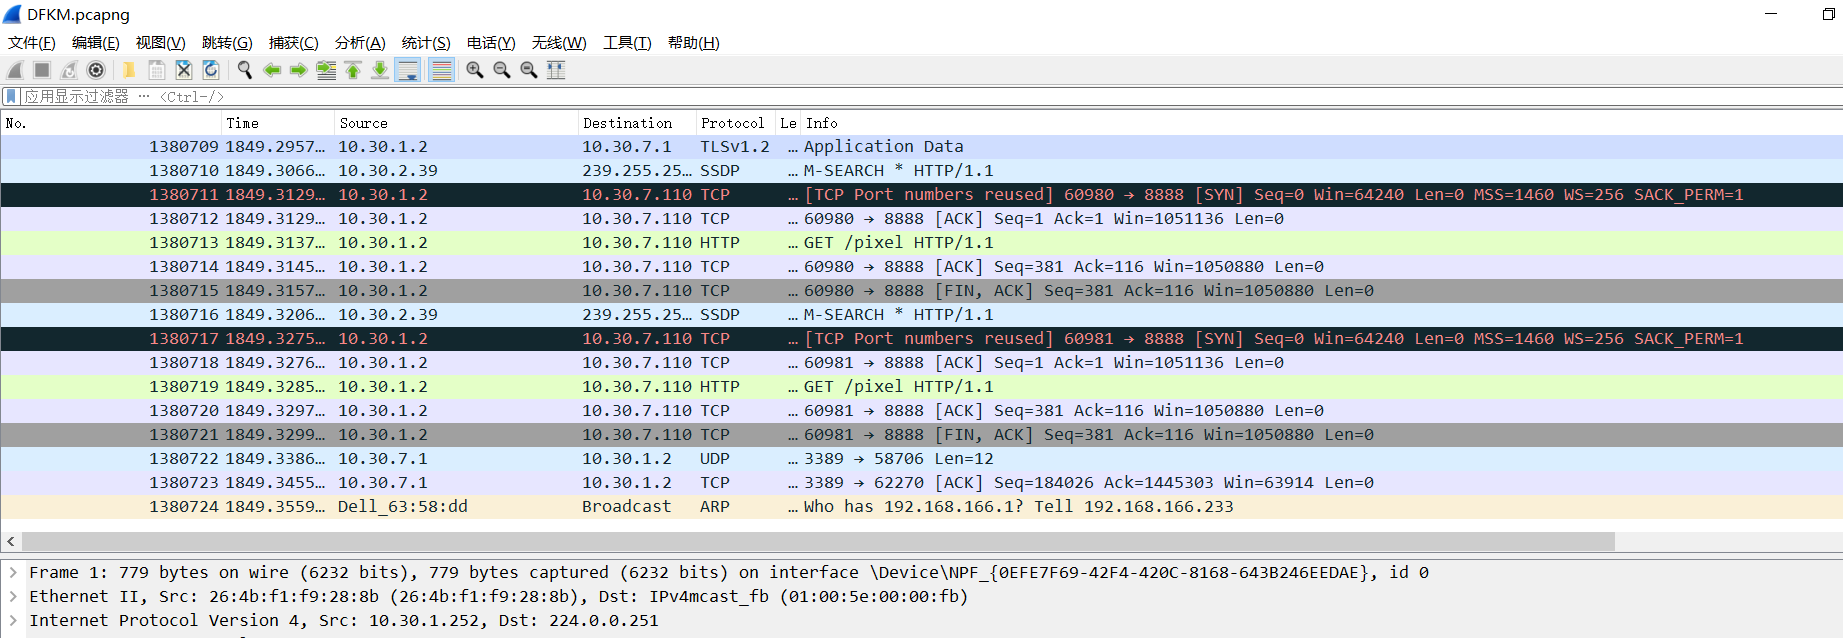 DFKM.pcapng
文件(F) 编辑(E) 视图(V) 跳转(G) 捕获(C) 分析(A) 统计(S) 电话(Y) 无线(W) 工具(T) 帮助(H)
应用显示过滤器 … <Ctrl-/>
No. Time Source Destination Protocol Le Info
1380709 1849.2957… 10.30.1.2 10.30.7.1 TLSv1.2 … Application Data
1380710 1849.3066… 10.30.2.39 239.255.25… SSDP … M-SEARCH * HTTP/1.1
1380711 1849.3129… 10.30.1.2 10.30.7.110 TCP … [TCP Port numbers reused] 60980 → 8888 [SYN] Seq=0 Win=64240 Len=0 MSS=1460 WS=256 SACK_PERM=1
1380712 1849.3129… 10.30.1.2 10.30.7.110 TCP … 60980 → 8888 [ACK] Seq=1 Ack=1 Win=1051136 Len=0
1380713 1849.3137… 10.30.1.2 10.30.7.110 HTTP … GET /pixel HTTP/1.1
1380714 1849.3145… 10.30.1.2 10.30.7.110 TCP … 60980 → 8888 [ACK] Seq=381 Ack=116 Win=1050880 Len=0
1380715 1849.3157… 10.30.1.2 10.30.7.110 TCP … 60980 → 8888 [FIN, ACK] Seq=381 Ack=116 Win=1050880 Len=0
1380716 1849.3206… 10.30.2.39 239.255.25… SSDP … M-SEARCH * HTTP/1.1
1380717 1849.3275… 10.30.1.2 10.30.7.110 TCP … [TCP Port numbers reused] 60981 → 8888 [SYN] Seq=0 Win=64240 Len=0 MSS=1460 WS=256 SACK_PERM=1
1380718 1849.3276… 10.30.1.2 10.30.7.110 TCP … 60981 → 8888 [ACK] Seq=1 Ack=1 Win=1051136 Len=0
1380719 1849.3285… 10.30.1.2 10.30.7.110 HTTP … GET /pixel HTTP/1.1
1380720 1849.3297… 10.30.1.2 10.30.7.110 TCP … 60981 → 8888 [ACK] Seq=381 Ack=116 Win=1050880 Len=0
1380721 1849.3299… 10.30.1.2 10.30.7.110 TCP … 60981 → 8888 [FIN, ACK] Seq=381 Ack=116 Win=1050880 Len=0
1380722 1849.3386… 10.30.7.1 10.30.1.2 UDP … 3389 → 58706 Len=12
1380723 1849.3455… 10.30.7.1 10.30.1.2 TCP … 3389 → 62270 [ACK] Seq=184026 Ack=1445303 Win=63914 Len=0
1380724 1849.3559… Dell_63:58:dd Broadcast ARP … Who has 192.168.166.1? Tell 192.168.166.233
Frame 1: 779 bytes on wire (6232 bits), 779 bytes captured (6232 bits) on interface \Device\NPF_{0EFE7F69-42F4-420C-8168-643B246EEDAE}, id 0
Ethernet II, Src: 26:4b:f1:f9:28:8b (26:4b:f1:f9:28:8b), Dst: IPv4mcast_fb (01:00:5e:00:00:fb)
Internet Protocol Version 4, Src: 10.30.1.252, Dst: 224.0.0.251